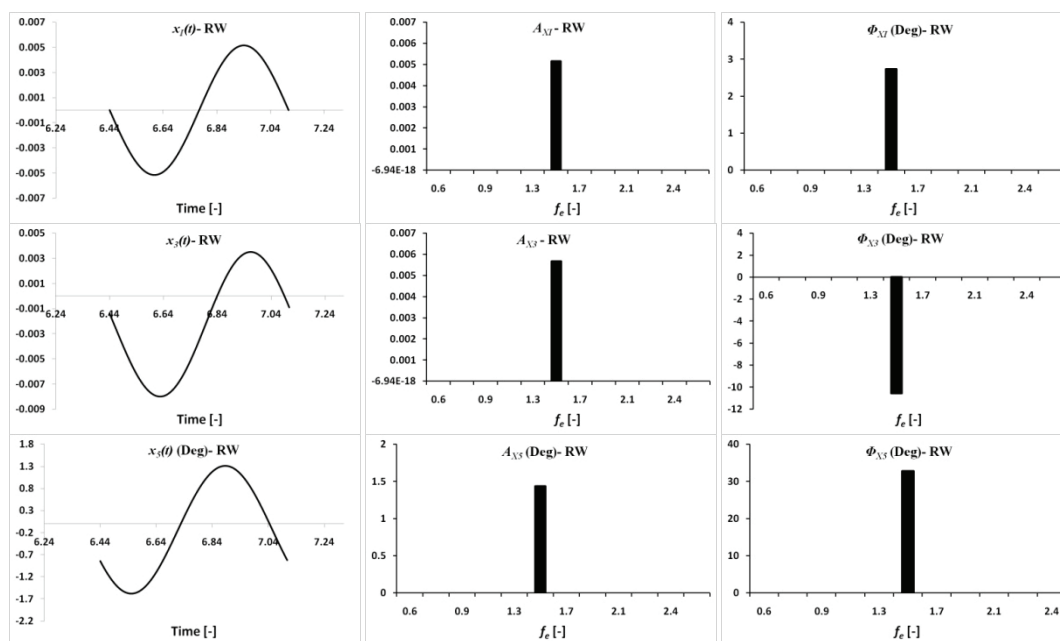 x₁(t)- RW
0.007
0.005
0.003
0.001
-0.001
-0.003
-0.005
-0.007
6.24 6.44 6.64 6.84 7.04 7.24
Time [-]
A_X1 - RW
0.007
0.006
0.005
0.004
0.003
0.002
0.001
-6.94E-18
0.6 0.9 1.3 1.7 2.1 2.4
fₑ [-]
Φ_X1 (Deg)- RW
4
3
2
1
0
0.6 0.9 1.3 1.7 2.1 2.4
fₑ [-]
x₃(t)- RW
0.005
0.003
0.001
-0.001
-0.003
-0.005
-0.007
-0.009
6.24 6.44 6.64 6.84 7.04 7.24
Time [-]
A_X3 - RW
0.007
0.006
0.005
0.004
0.003
0.002
0.001
-6.94E-18
0.6 0.9 1.3 1.7 2.1 2.4
fₑ [-]
Φ_X3 (Deg)- RW
4
2
0
-2
-4
-6
-8
-10
-12
0.6 0.9 1.3 1.7 2.1 2.4
fₑ [-]
x₅(t) (Deg)- RW
1.8
1.3
0.8
0.3
-0.2
-0.7
-1.2
-1.7
-2.2
6.24 6.44 6.64 6.84 7.04 7.24
Time [-]
A_X5 (Deg)- RW
2
1.5
1
0.5
0
0.6 0.9 1.3 1.7 2.1 2.4
fₑ [-]
Φ_X5 (Deg)- RW
40
30
20
10
0
0.6 0.9 1.3 1.7 2.1 2.4
fₑ [-]